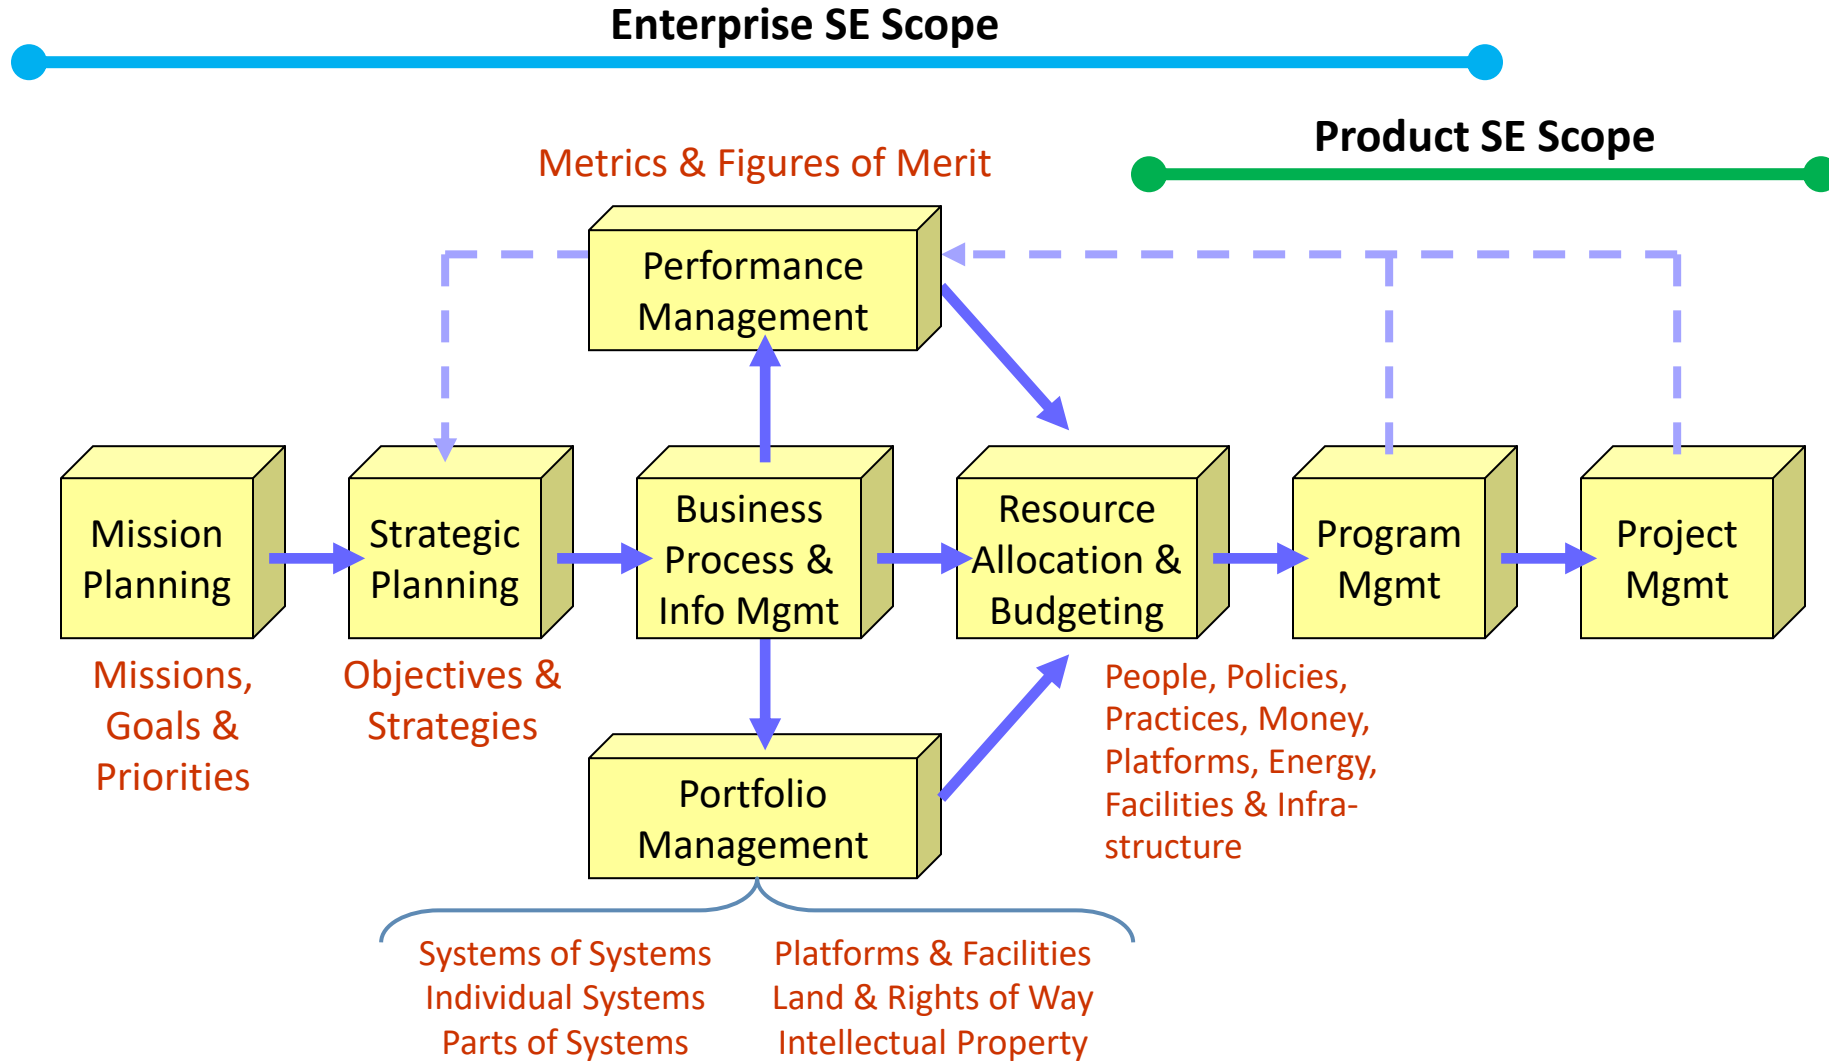 Enterprise SE Scope
Product SE Scope
Metrics & Figures of Merit
Performance
Management
Mission
Planning
Strategic
Planning
Business
Process &
Info Mgmt
Resource
Allocation &
Budgeting
Program
Mgmt
Project
Mgmt
Missions,
Goals &
Priorities
Objectives &
Strategies
People, Policies,
Practices, Money,
Platforms, Energy,
Facilities & Infra-
structure
Portfolio
Management
Systems of Systems
Individual Systems
Parts of Systems
Platforms & Facilities
Land & Rights of Way
Intellectual Property